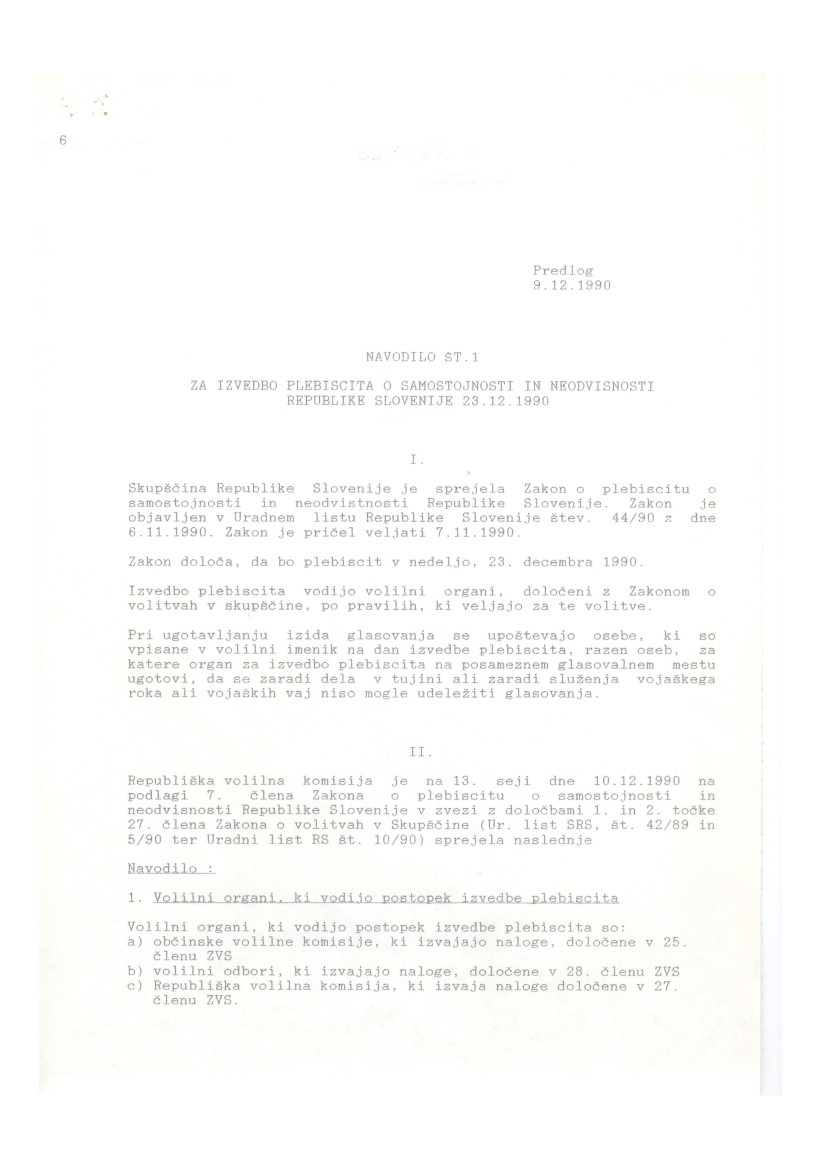 6
Predlog
9.12.1990
NAVODILO ŠT.1
ZA IZVEDBO PLEBISCITA O SAMOSTOJNOSTI IN NEODVISNOSTI
REPUBLIKE SLOVENIJE 23.12.1990
I.
Skupščina Republike Slovenije je sprejela Zakon o plebiscitu o
samostojnosti in neodvistnosti Republike Slovenije. Zakon je
objavljen v Uradnem listu Republike Slovenije štev. 44/90 z dne
6.11.1990. Zakon je pričel veljati 7.11.1990.
Zakon določa, da bo plebiscit v nedeljo, 23. decembra 1990.
Izvedbo plebiscita vodijo volilni organi, določeni z Zakonom o
volitvah v skupščine, po pravilih, ki veljajo za te volitve.
Pri ugotavljanju izida glasovanja se upoštevajo osebe, ki so
vpisane v volilni imenik na dan izvedbe plebiscita, razen oseb, za
katere organ za izvedbo plebiscita na posameznem glasovalnem mestu
ugotovi, da se zaradi dela v tujini ali zaradi služenja vojaškega
roka ali vojaških vaj niso mogle udeležiti glasovanja.
II.
Republiška volilna komisija je na 13. seji dne 10.12.1990 na
podlagi 7. člena Zakona o plebiscitu o samostojnosti in
neodvisnosti Republike Slovenije v zvezi z določbami 1. in 2. točke
27. člena Zakona o volitvah v Skupščine (Ur. list SRS, št. 42/89 in
5/90 ter Uradni list RS št. 10/90) sprejela naslednje
Navodilo :
1. Volilni organi, ki vodijo postopek izvedbe plebiscita
Volilni organi, ki vodijo postopek izvedbe plebiscita so:
a) občinske volilne komisije, ki izvajajo naloge, določene v 25.
členu ZVS
b) volilni odbori, ki izvajajo naloge, določene v 28. členu ZVS
c) Republiška volilna komisija, ki izvaja naloge določene v 27.
členu ZVS.